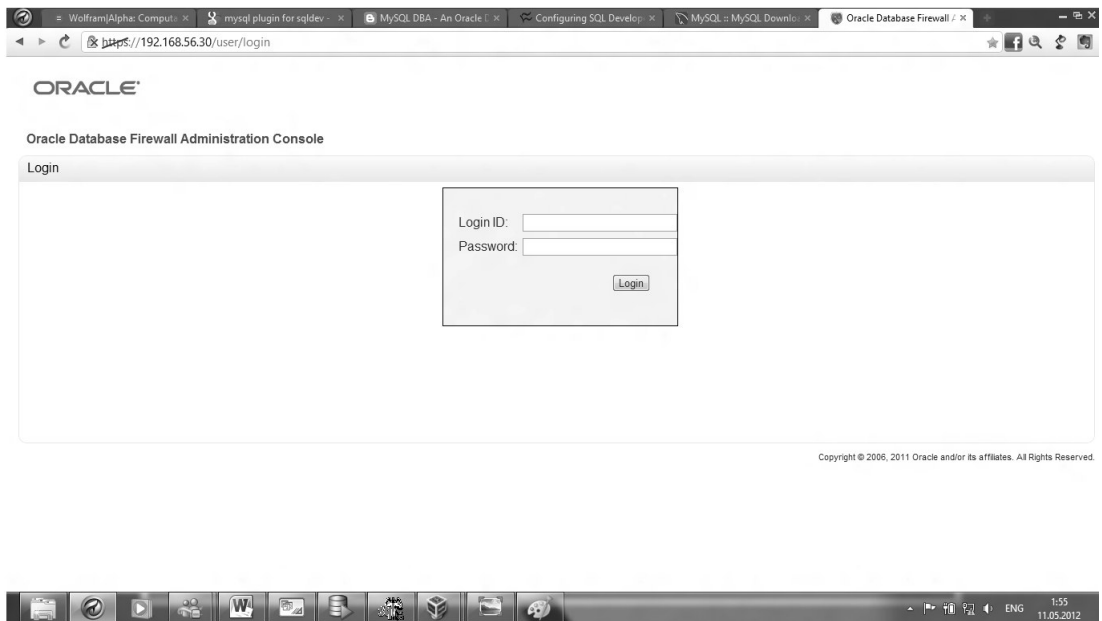 = Wolfram|Alpha: Computa
mysql plugin for sqldev -
MySQL DBA - An Oracle D
Configuring SQL Develop
MySQL :: MySQL Downloa
Oracle Database Firewall A
https://192.168.56.30/user/login
ORACLE
Oracle Database Firewall Administration Console
Login
Login ID:
Password:
Login
Copyright © 2006, 2011 Oracle and/or its affiliates. All Rights Reserved.
ENG
1:55
11.05.2012